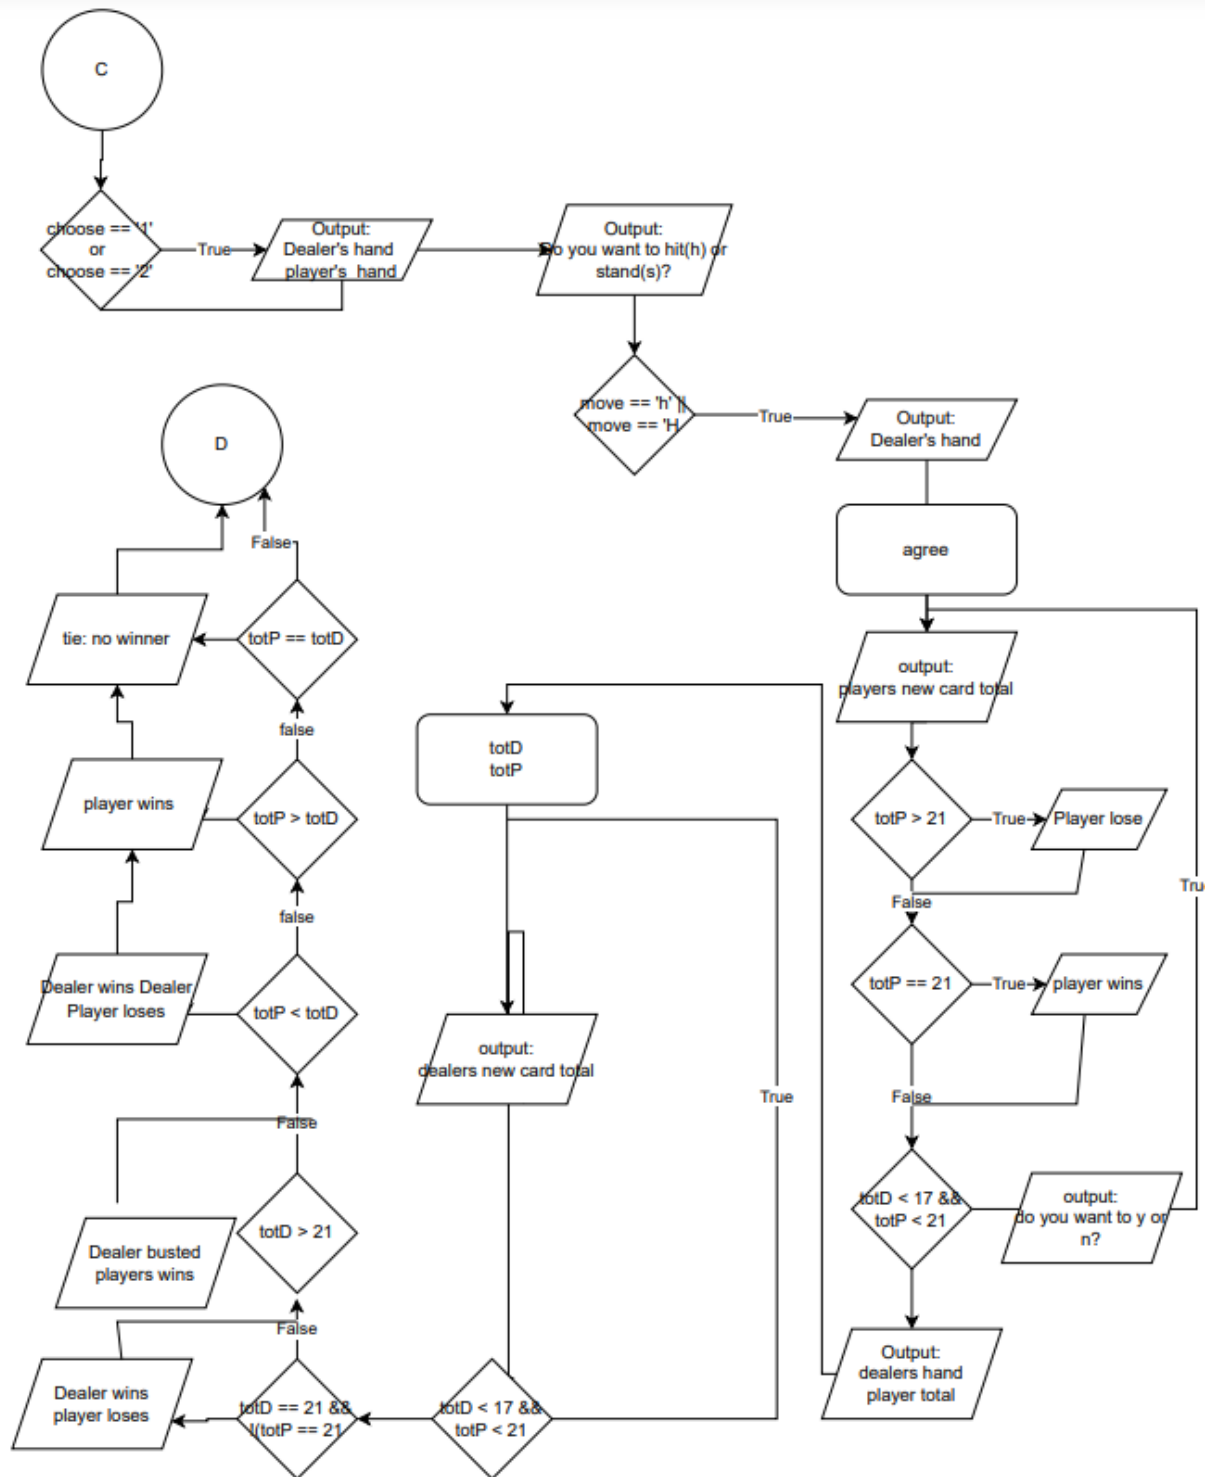 C
choose == '1'
or
choose == '2'
True
Output:
Dealer's hand
player's hand
Output:
Do you want to hit(h) or
stand(s)?
move == 'h' ||
move == 'H
True
Output:
Dealer's hand
agree
output:
players new card total
totP > 21
True
Player lose
False
totP == 21
True
player wins
False
totD < 17 &&
totP < 21
output:
do you want to y or
n?
Tru
Output:
dealers hand
player total
totD
totP
output:
dealers new card total
True
totD < 17 &&
totP < 21
totD == 21 &&
!(totP == 21
Dealer wins
player loses
False
totD > 21
Dealer busted
players wins
False
totP < totD
Dealer wins Dealer
Player loses
false
totP > totD
player wins
false
totP == totD
tie: no winner
False
D